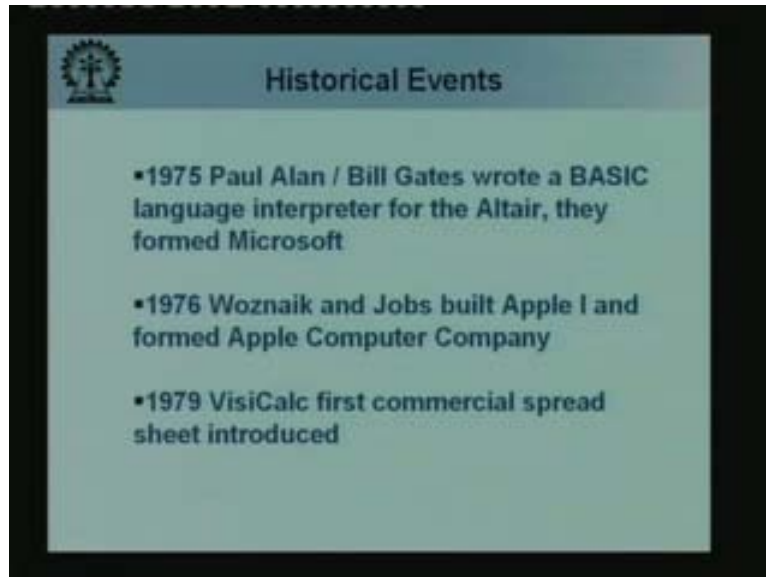 Historical Events
▪1975 Paul Alan / Bill Gates wrote a BASIC
language interpreter for the Altair, they
formed Microsoft
▪1976 Woznaik and Jobs built Apple I and
formed Apple Computer Company
▪1979 VisiCalc first commercial spread
sheet introduced